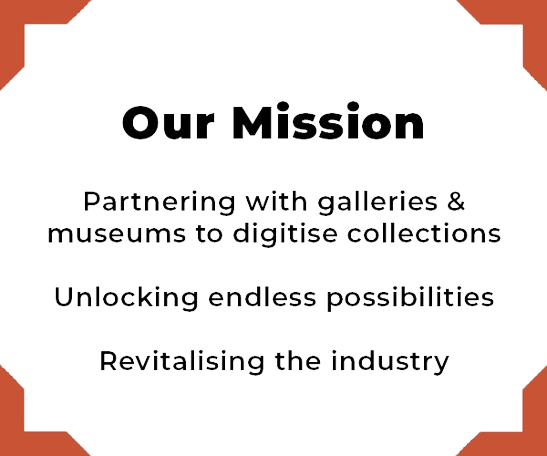 Our Mission
Partnering with galleries &
museums to digitise collections
Unlocking endless possibilities
Revitalising the industry